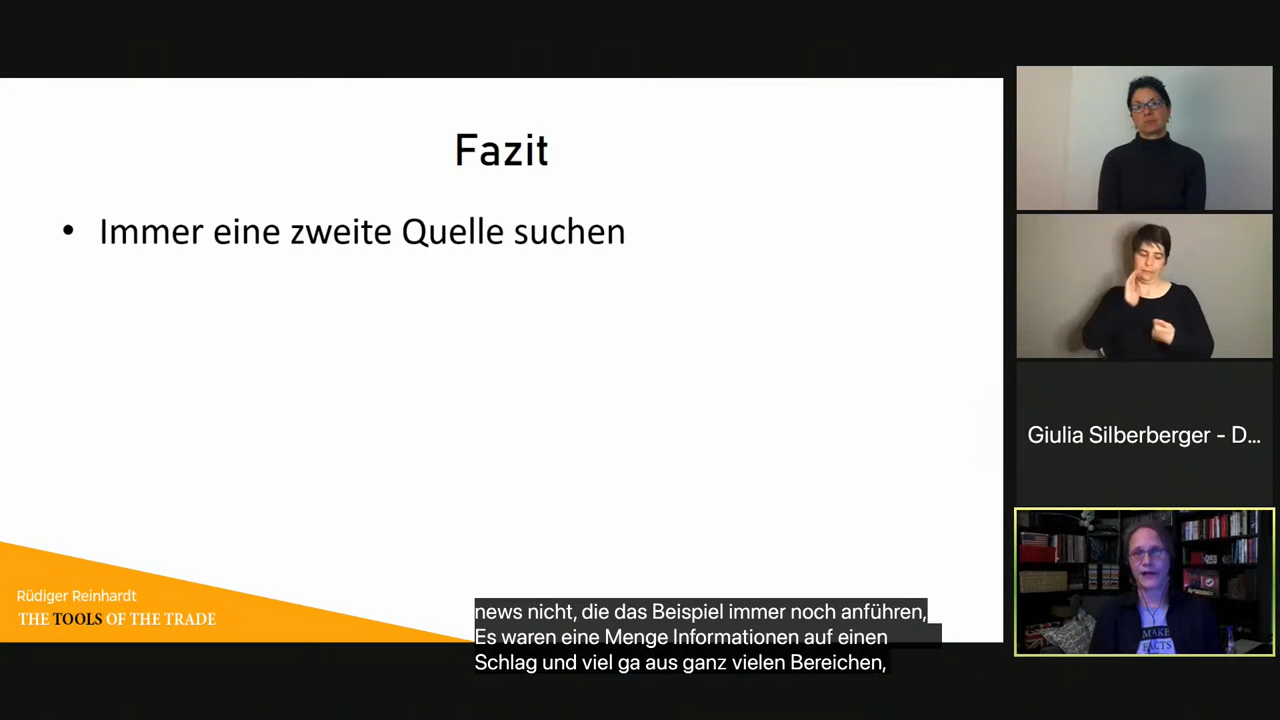 Fazit
• Immer eine zweite Quelle suchen
Rüdiger Reinhardt
THE TOOLS OF THE TRADE
news nicht, die das Beispiel immer noch anführen,
Es waren eine Menge Informationen auf einen
Schlag und viel ga aus ganz vielen Bereichen,
Giulia Silberberger - D...
MAKE
FACTS